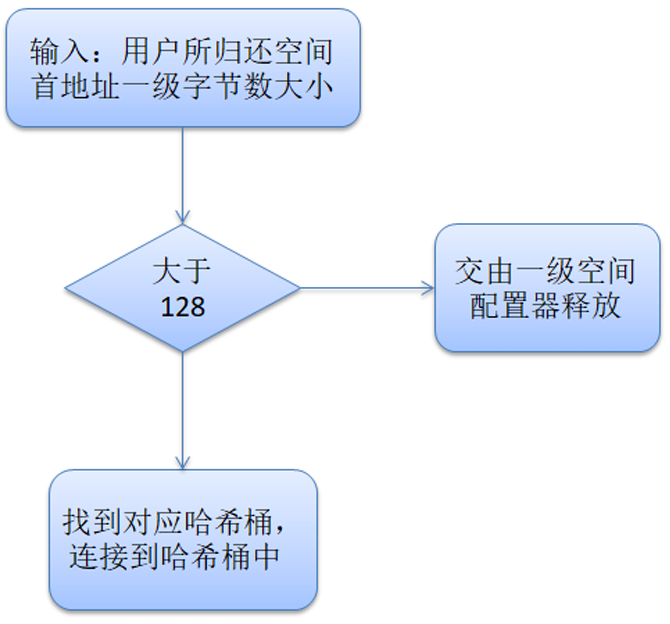 输入：用户所归还空间
首地址一级字节数大小
大于
128
交由一级空间
配置器释放
找到对应哈希桶，
连接到哈希桶中